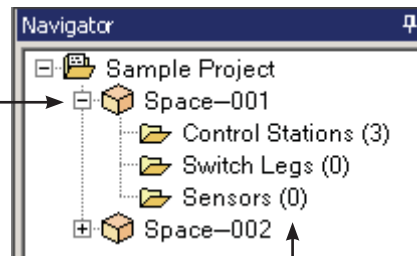 Navigator
Sample Project
Space—001
Control Stations (3)
Switch Legs (0)
Sensors (0)
Space—002